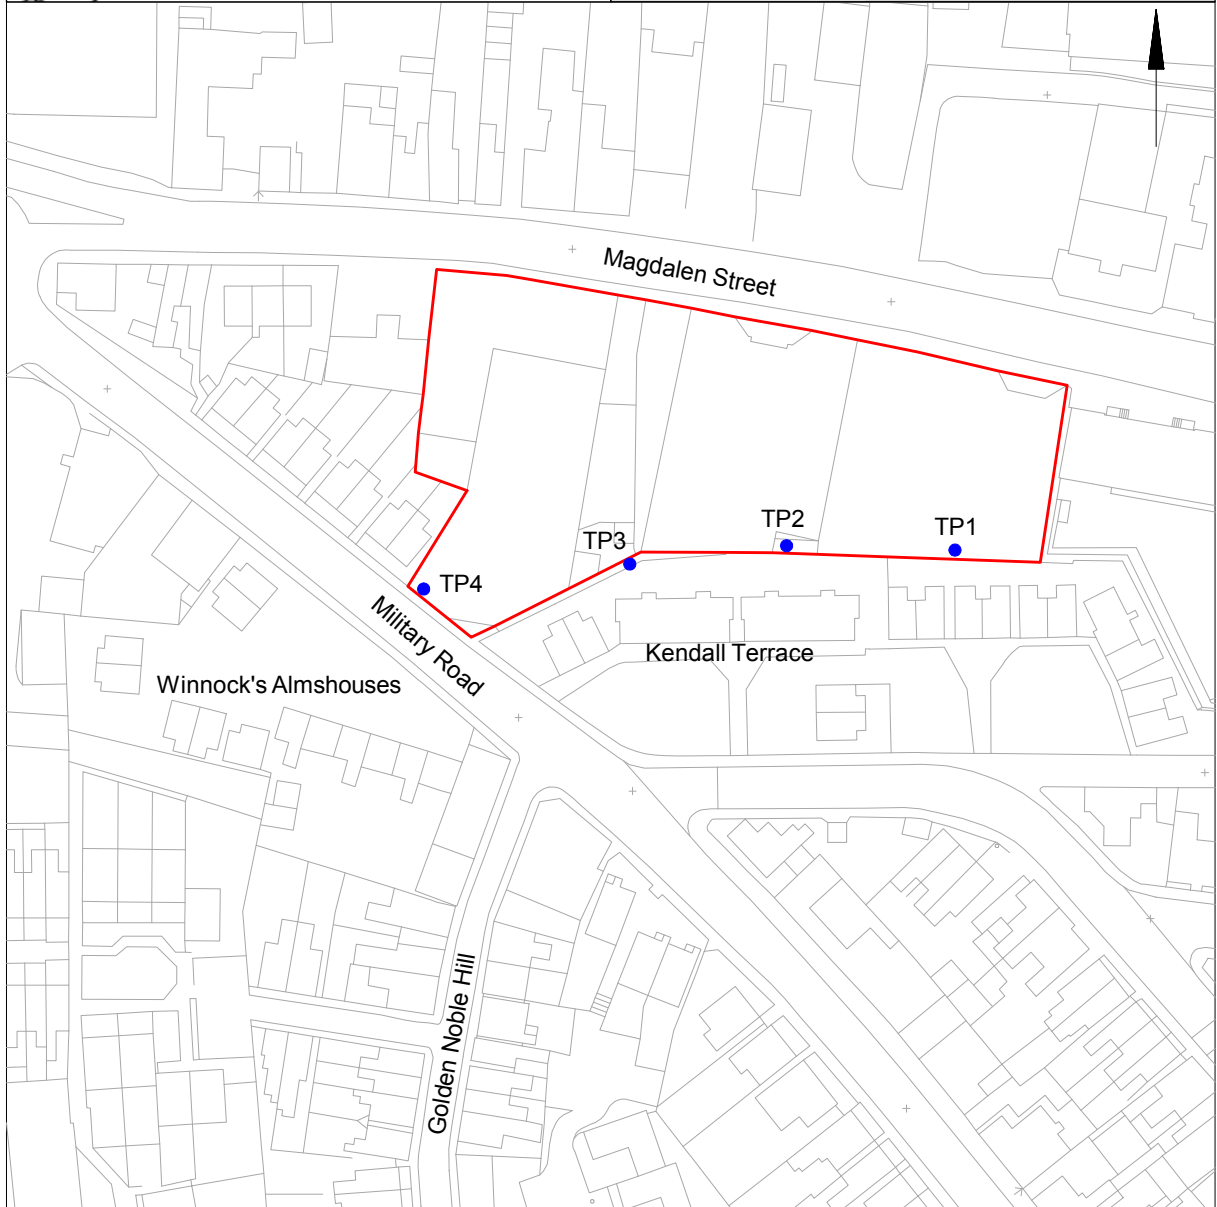 Magdalen Street
TP2
TP1
TP3
TP4
Military Road
Kendall Terrace
Winnock's Almshouses
Golden Noble Hill